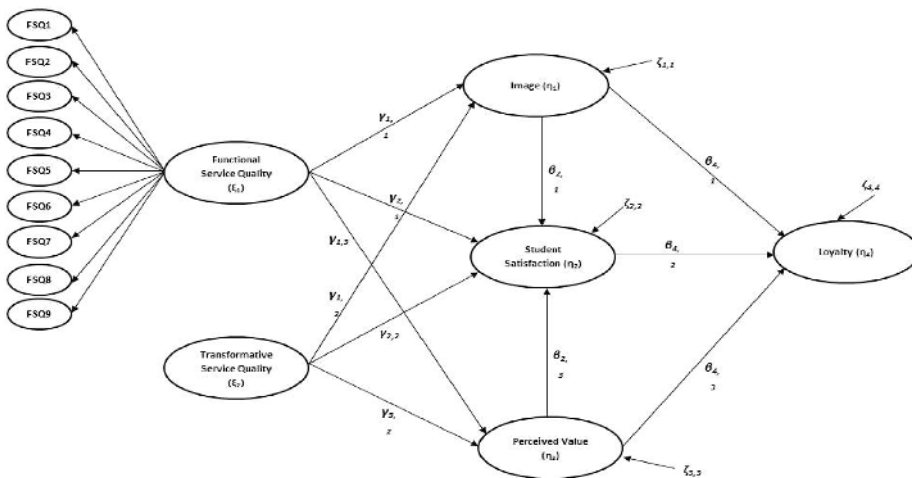 FSQ1
FSQ2
FSQ3
FSQ4
FSQ5
FSQ6
FSQ7
FSQ8
FSQ9
Functional
Service Quality
(ξ₁)
Transformative
Service Quality
(ξ₂)
Image (η₁)
Student
Satisfaction (η₂)
Perceived Value
(η₃)
Loyalty (η₄)
ζ₁,₁
ζ₂,₂
ζ₃,₃
ζ₄,₄
γ₁,
₁
γ₂,
₁
γ₁,₃
γ₁,
₂
γ₂,₂
γ₃,
₂
β₂,
₁
β₂,
₃
β₄,
₁
β₄,
₂
β₄,
₃